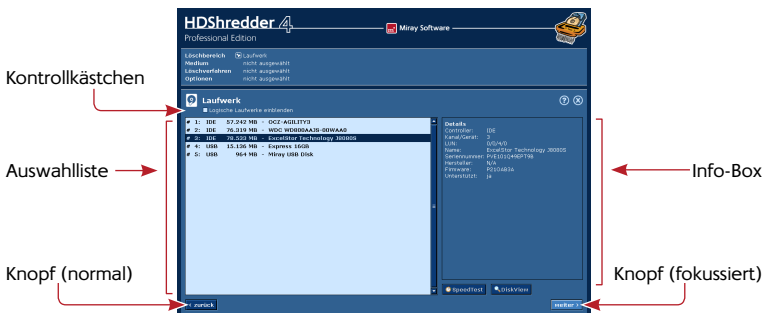 HDShredder 4
Professional Edition
Miray Software
Löschbereich Laufwerk
Medium nicht ausgewählt
Löschverfahren nicht ausgewählt
Optionen nicht ausgewählt
Kontrollkästchen
Laufwerk
Logische Laufwerke einblenden
Auswahlliste
# 1: IDE 57.242 MB - OCZ-AGILITY3
# 2: IDE 76.319 MB - WDC WD800AAJS-00WAA0
# 3: IDE 78.533 MB - ExcelStor Technology J8080S
# 4: USB 15.136 MB - Express 16GB
# 5: USB 964 MB - Miray USB Disk
Details
Controller: IDE
Kanal/Gerät: 3
LUN: 0/0/4/0
Name: ExcelStor Technology J8080S
Seriennummer: PVE101Q49EPT9B
Hersteller: N/A
Firmware: P21OAB3A
Unterstützt: ja
Info-Box
SpeedTest
DiskView
Knopf (normal)
‹ zurück
weiter ›
Knopf (fokussiert)